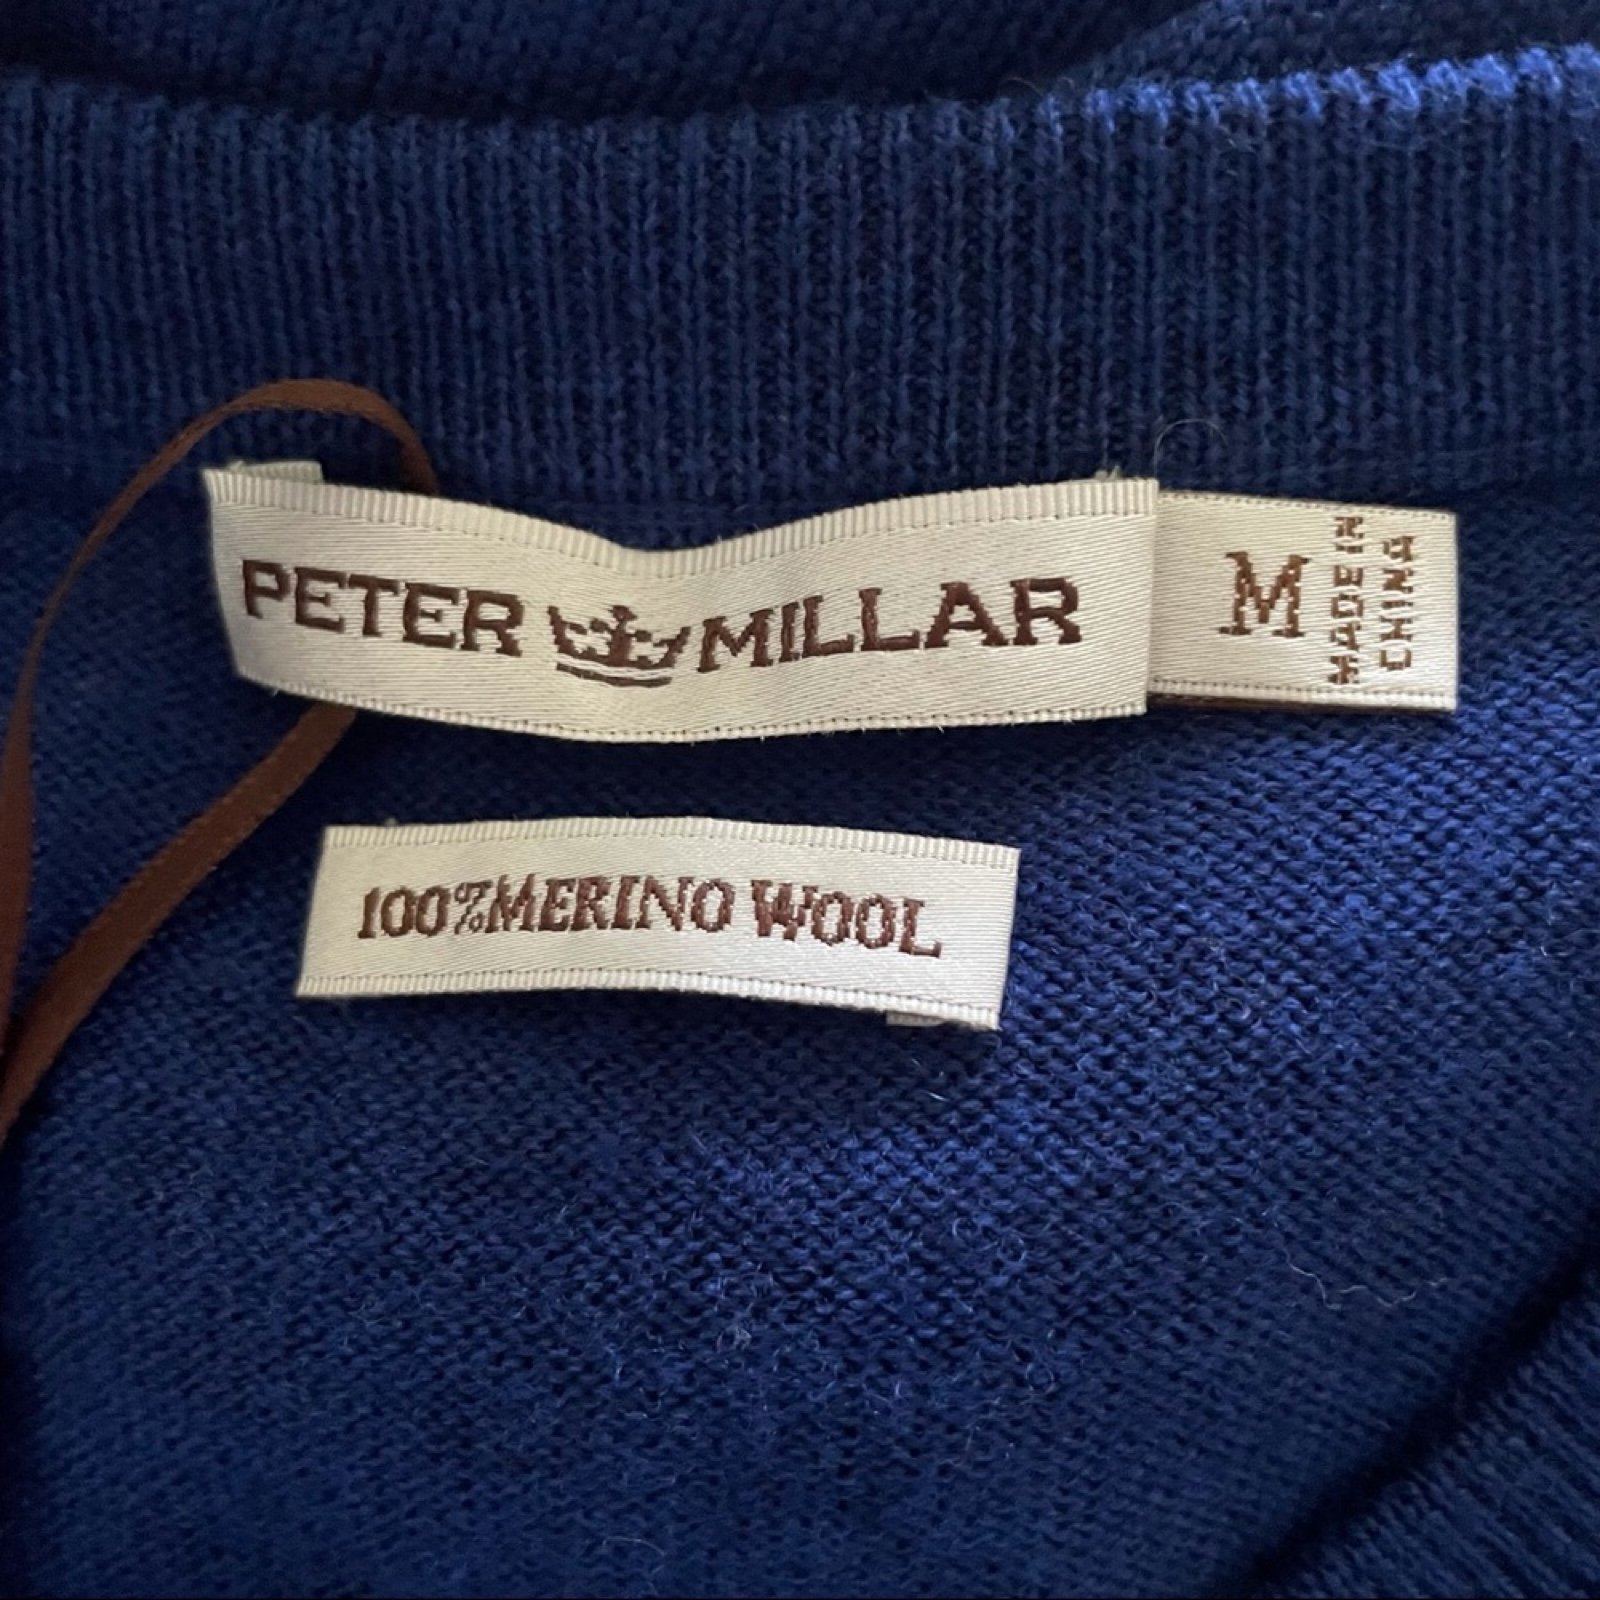 PETER MILLAR
M
MADE IN
CHINA
100% MERINO WOOL